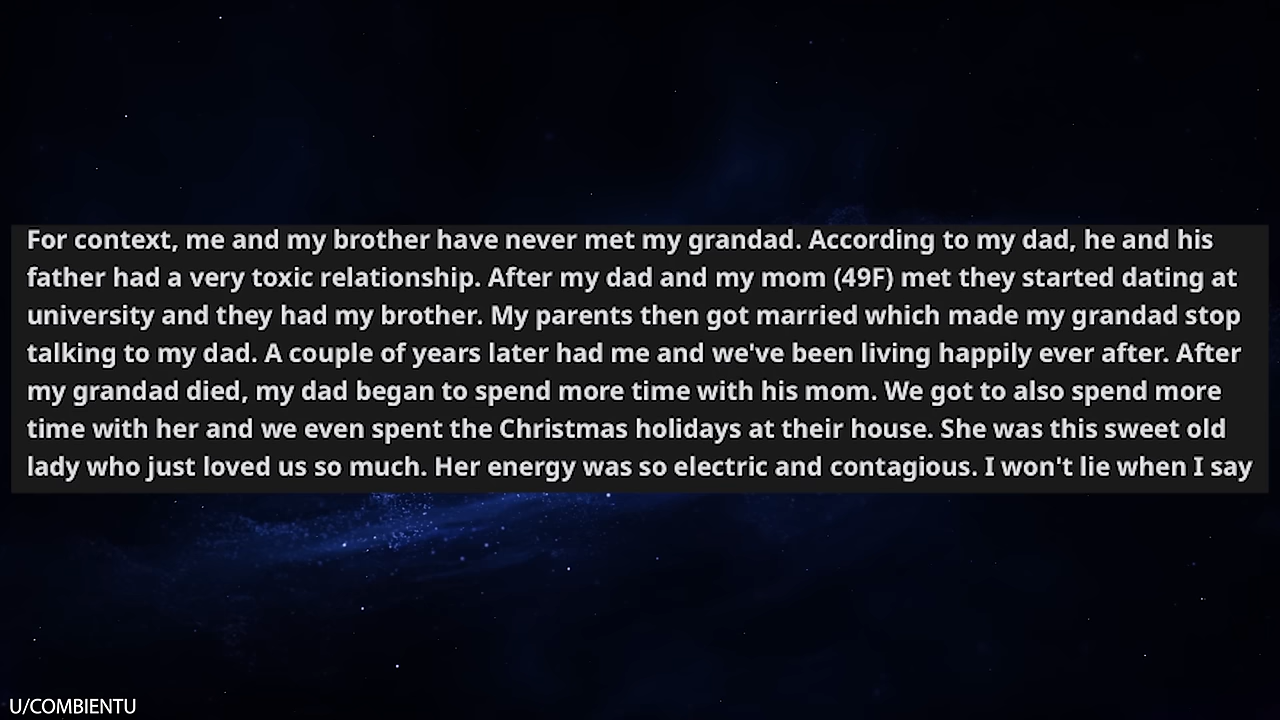 For context, me and my brother have never met my grandad. According to my dad, he and his
father had a very toxic relationship. After my dad and my mom (49F) met they started dating at
university and they had my brother. My parents then got married which made my grandad stop
talking to my dad. A couple of years later had me and we've been living happily ever after. After
my grandad died, my dad began to spend more time with his mom. We got to also spend more
time with her and we even spent the Christmas holidays at their house. She was this sweet old
lady who just loved us so much. Her energy was so electric and contagious. I won't lie when I say
U/COMBIENTU